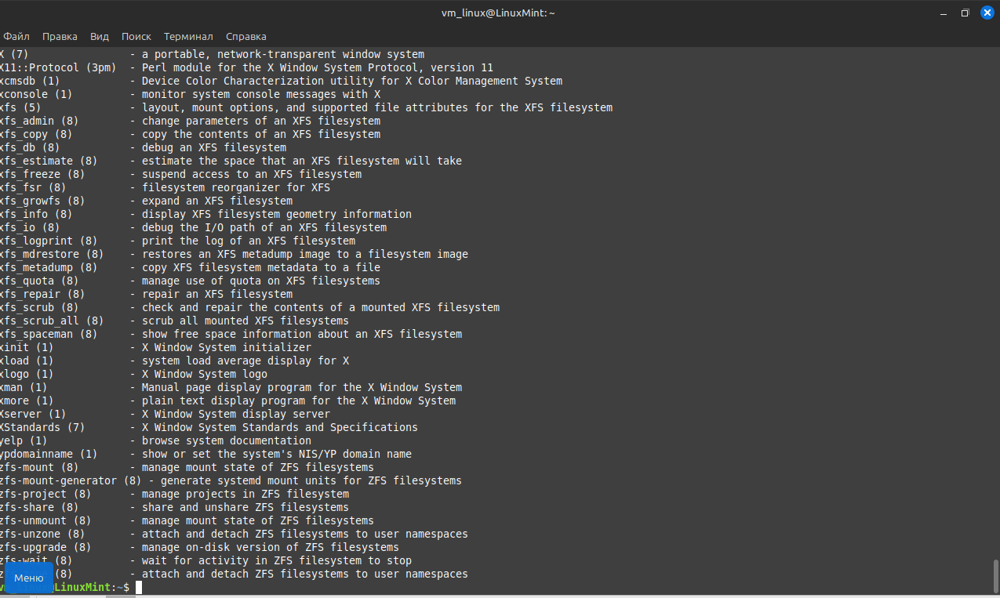 vm_linux@LinuxMint: ~
Файл Правка Вид Поиск Терминал Справка
X (7) - a portable, network-transparent window system
X11::Protocol (3pm) - Perl module for the X Window System Protocol, version 11
xcmsdb (1) - Device Color Characterization utility for X Color Management System
xconsole (1) - monitor system console messages with X
xfs (5) - layout, mount options, and supported file attributes for the XFS filesystem
xfs_admin (8) - change parameters of an XFS filesystem
xfs_copy (8) - copy the contents of an XFS filesystem
xfs_db (8) - debug an XFS filesystem
xfs_estimate (8) - estimate the space that an XFS filesystem will take
xfs_freeze (8) - suspend access to an XFS filesystem
xfs_fsr (8) - filesystem reorganizer for XFS
xfs_growfs (8) - expand an XFS filesystem
xfs_info (8) - display XFS filesystem geometry information
xfs_io (8) - debug the I/O path of an XFS filesystem
xfs_logprint (8) - print the log of an XFS filesystem
xfs_mdrestore (8) - restores an XFS metadump image to a filesystem image
xfs_metadump (8) - copy XFS filesystem metadata to a file
xfs_quota (8) - manage use of quota on XFS filesystems
xfs_repair (8) - repair an XFS filesystem
xfs_scrub (8) - check and repair the contents of a mounted XFS filesystem
xfs_scrub_all (8) - scrub all mounted XFS filesystems
xfs_spaceman (8) - show free space information about an XFS filesystem
xinit (1) - X Window System initializer
xload (1) - system load average display for X
xlogo (1) - X Window System logo
xman (1) - Manual page display program for the X Window System
xmore (1) - plain text display program for the X Window System
Xserver (1) - X Window System display server
XStandards (7) - X Window System Standards and Specifications
yelp (1) - browse system documentation
ypdomainname (1) - show or set the system's NIS/YP domain name
zfs-mount (8) - manage mount state of ZFS filesystems
zfs-mount-generator (8) - generate systemd mount units for ZFS filesystems
zfs-project (8) - manage projects in ZFS filesystem
zfs-share (8) - share and unshare ZFS filesystems
zfs-unmount (8) - manage mount state of ZFS filesystems
zfs-unzone (8) - attach and detach ZFS filesystems to user namespaces
zfs-upgrade (8) - manage on-disk version of ZFS filesystems
zfs-wait (8) - wait for activity in ZFS filesystem to stop
(8) - attach and detach ZFS filesystems to user namespaces
Меню
@LinuxMint:~$